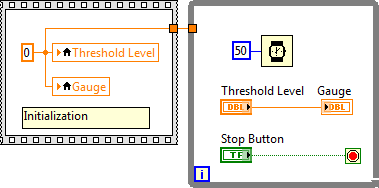 0
Threshold Level
Gauge
Initialization
50
Threshold Level
Gauge
DBL
DBL
Stop Button
TF
i